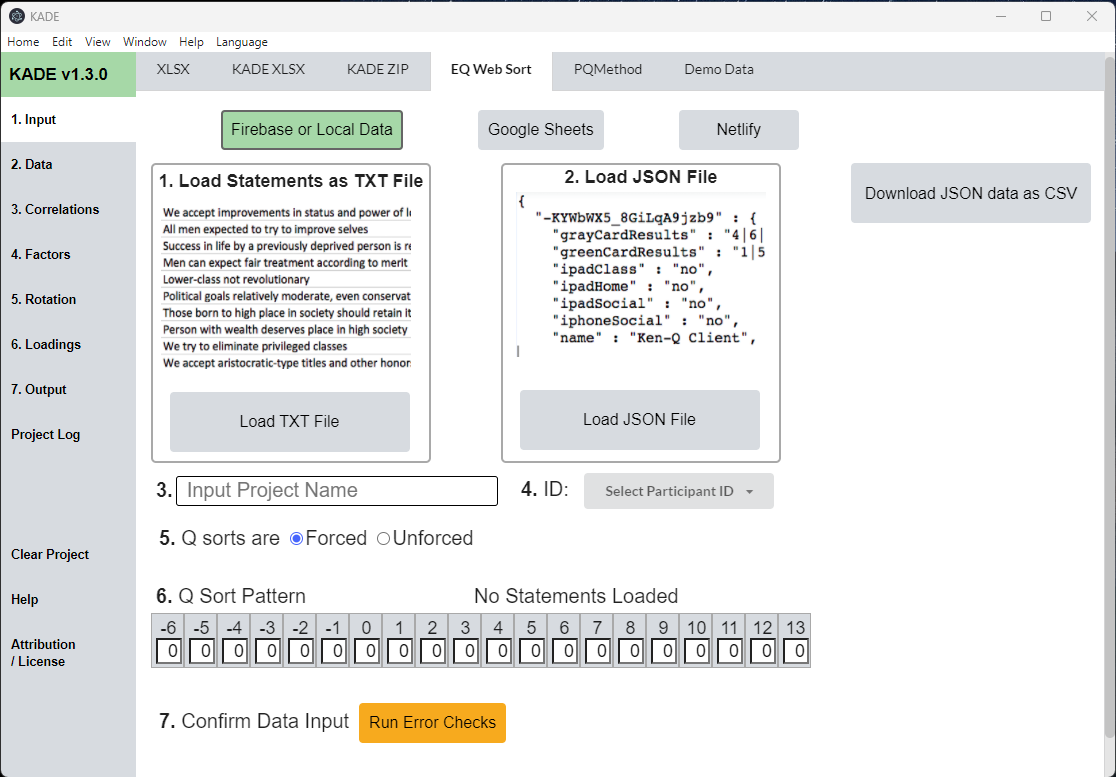 KADE
Home Edit View Window Help Language
KADE v1.3.0
XLSX KADE XLSX KADE ZIP EQ Web Sort PQMethod Demo Data
1. Input
2. Data
3. Correlations
4. Factors
5. Rotation
6. Loadings
7. Output
Project Log
Clear Project
Help
Attribution
/ License
Firebase or Local Data Google Sheets Netlify
1. Load Statements as TXT File
We accept improvements in status and power of
All men expected to try to improve selves
Success in life by a previously deprived person is
Men can expect fair treatment according to merit
Lower-class not revolutionary
Political goals relatively moderate, even conservat
Those born to high place in society should retain it
Person with wealth deserves place in high society
We try to eliminate privileged classes
We accept aristocratic-type titles and other honor
Load TXT File
2. Load JSON File
{
"-KYWbWX5_8GiLqA9jzb9" : {
"grayCardResults" : "4|6|
"greenCardResults" : "1|5
"ipadClass" : "no",
"ipadHome" : "no",
"ipadSocial" : "no",
"iphoneSocial" : "no",
"name" : "Ken-Q Client",
Load JSON File
Download JSON data as CSV
3. Input Project Name
4. ID: Select Participant ID
5. Q sorts are Forced Unforced
6. Q Sort Pattern No Statements Loaded
-6 -5 -4 -3 -2 -1 0 1 2 3 4 5 6 7 8 9 10 11 12 13
0 0 0 0 0 0 0 0 0 0 0 0 0 0 0 0 0 0 0 0
7. Confirm Data Input Run Error Checks